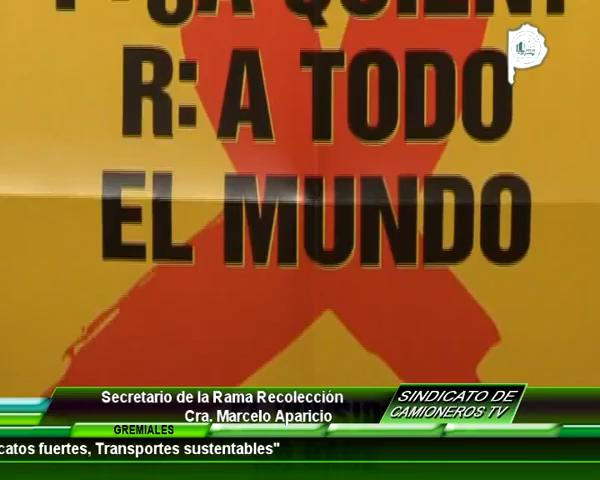 R: A TODO
EL MUNDO
Secretario de la Rama Recolección
Cra. Marcelo Aparicio
SINDICATO DE
CAMIONEROS TV
GREMIALES
catos fuertes, Transportes sustentables"